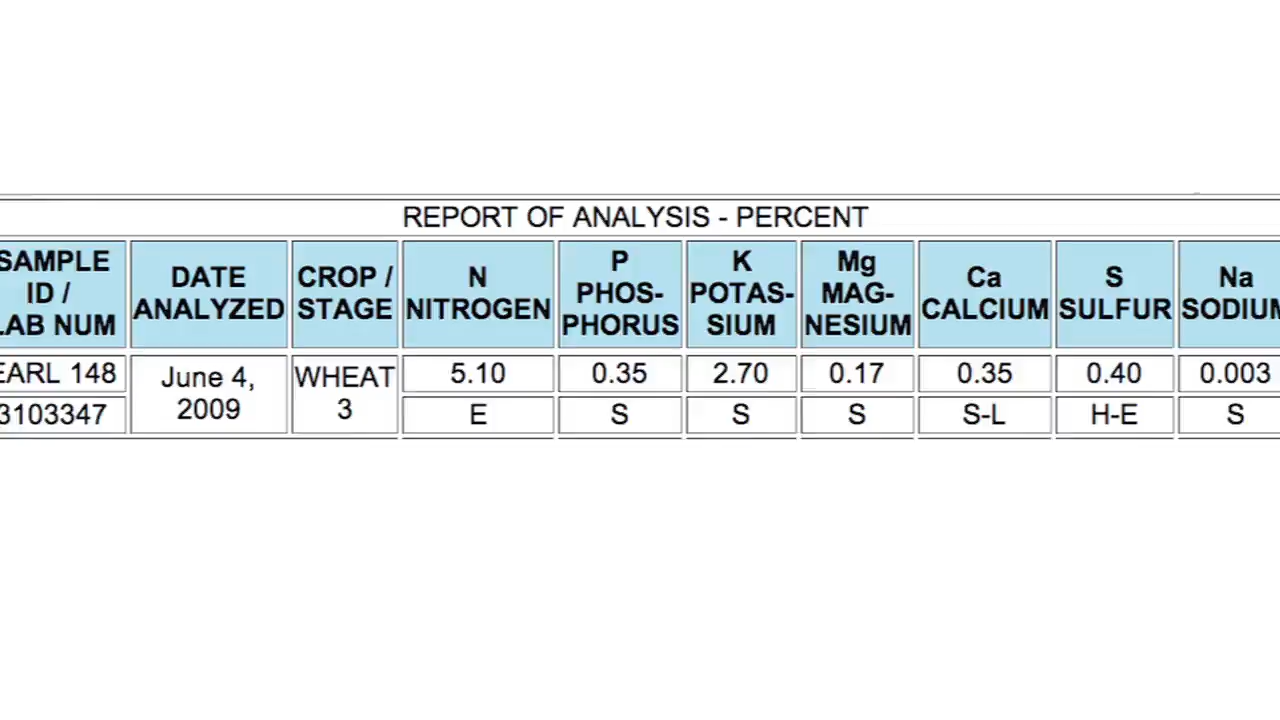 REPORT OF ANALYSIS - PERCENT
SAMPLE
ID /
LAB NUM
DATE
ANALYZED
CROP /
STAGE
N
NITROGEN
P
PHOS-
PHORUS
K
POTAS-
SIUM
Mg
MAG-
NESIUM
Ca
CALCIUM
S
SULFUR
Na
SODIUM
EARL 148
3103347
June 4,
2009
WHEAT
3
5.10
0.35
2.70
0.17
0.35
0.40
0.003
E
S
S
S
S-L
H-E
S